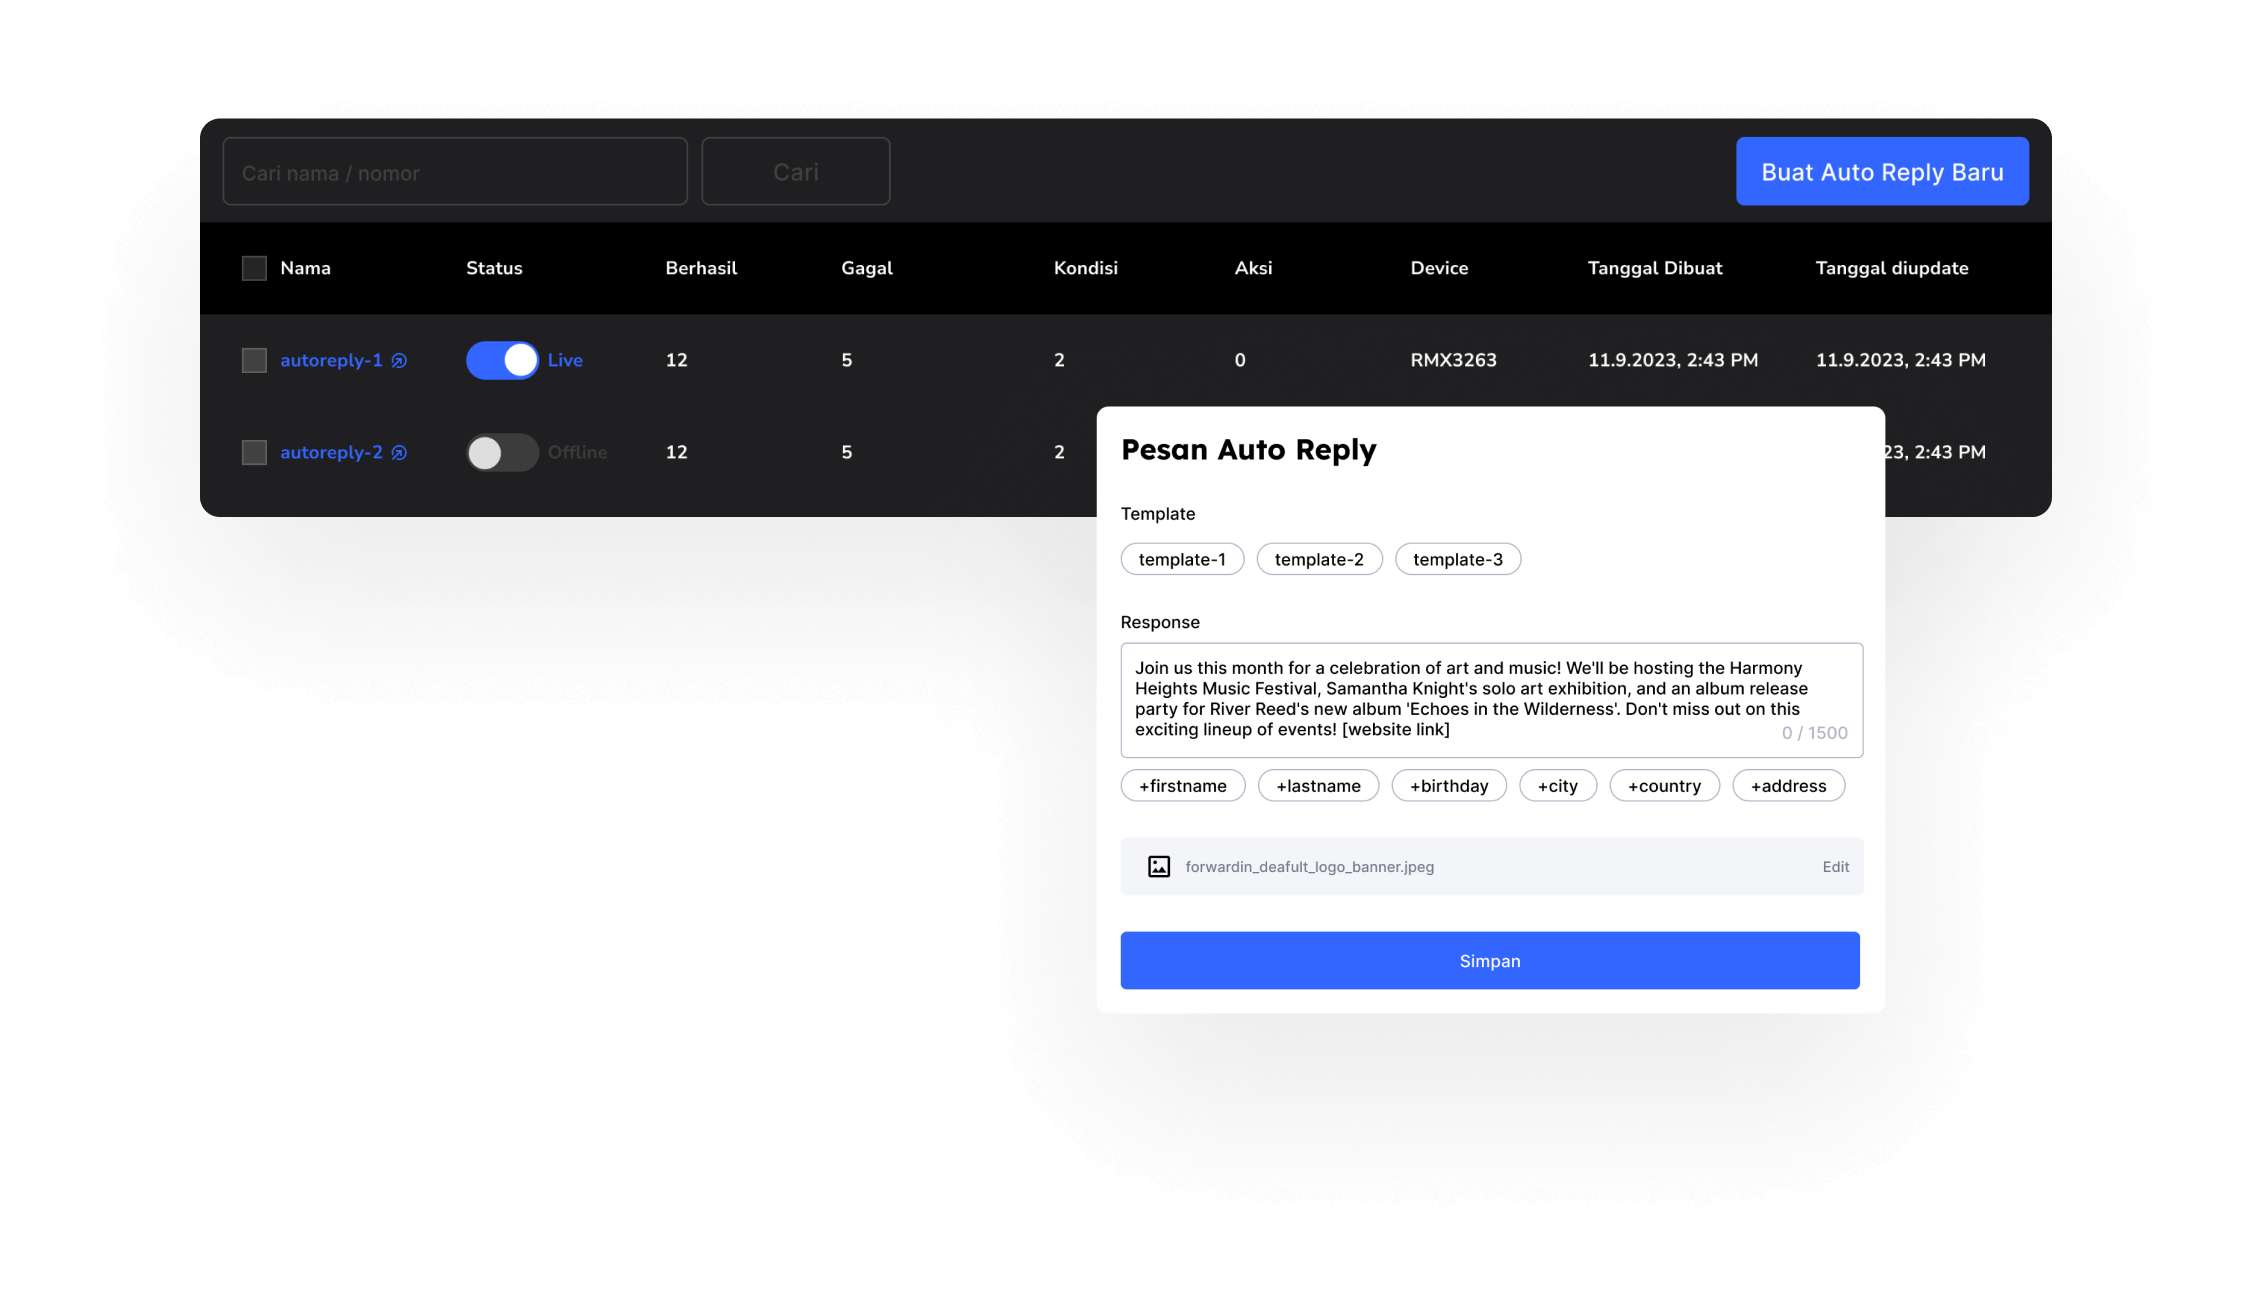 Cari nama / nomor
Cari
Buat Auto Reply Baru
Nama Status Berhasil Gagal Kondisi Aksi Device Tanggal Dibuat Tanggal diupdate
autoreply-1 Live 12 5 2 0 RMX3263 11.9.2023, 2:43 PM 11.9.2023, 2:43 PM
autoreply-2 Offline 12 5 2 23, 2:43 PM
Pesan Auto Reply
Template
template-1 template-2 template-3
Response
Join us this month for a celebration of art and music! We'll be hosting the Harmony
Heights Music Festival, Samantha Knight's solo art exhibition, and an album release
party for River Reed's new album 'Echoes in the Wilderness'. Don't miss out on this
exciting lineup of events! [website link]
0 / 1500
+firstname +lastname +birthday +city +country +address
forwardin_deafult_logo_banner.jpeg Edit
Simpan